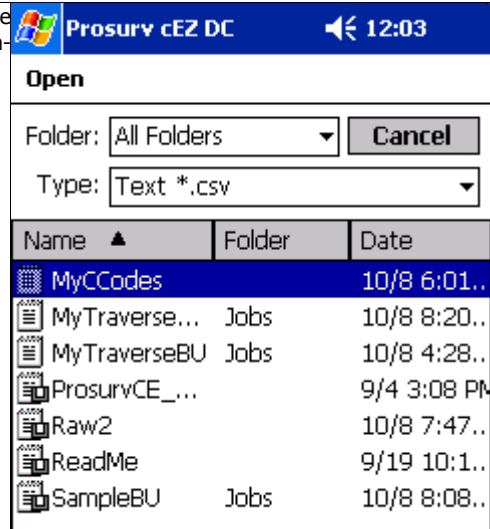 Prosurv cEZ DC 12:03
Open
Folder: All Folders Cancel
Type: Text *.csv
Name Folder Date
MyCCodes 10/8 6:01..
MyTraverse... Jobs 10/8 8:20..
MyTraverseBU Jobs 10/8 4:28..
ProsurvCE_... 9/4 3:08 PM
Raw2 10/8 7:47..
ReadMe 9/19 10:1..
SampleBU Jobs 10/8 8:08..